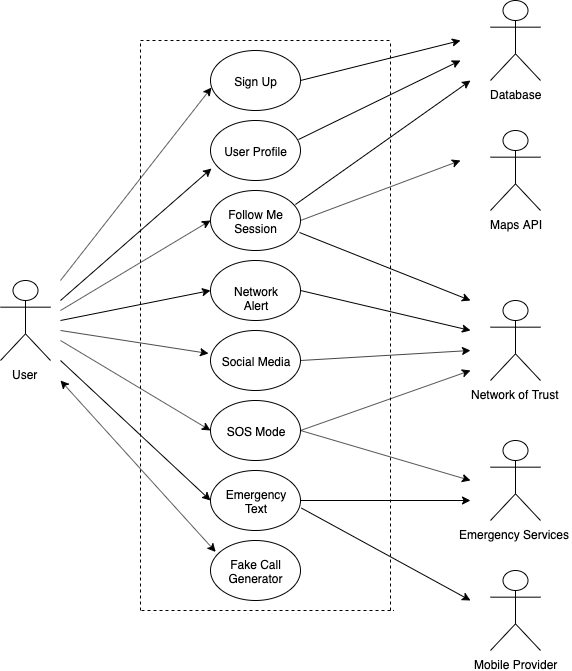 Sign Up
Database
User Profile
Follow Me
Session
Maps API
Network
Alert
User
Social Media
Network of Trust
SOS Mode
Emergency
Text
Emergency Services
Fake Call
Generator
Mobile Provider